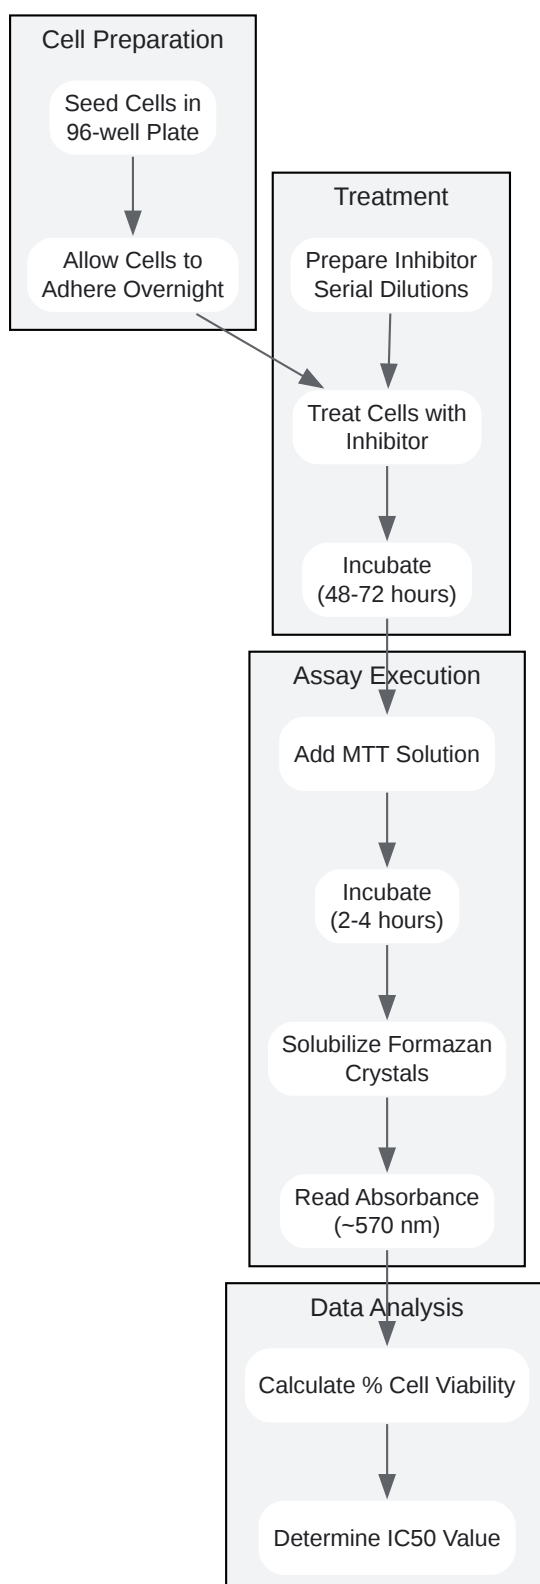 Cell Preparation
Seed Cells in
96-well Plate
Allow Cells to
Adhere Overnight
Treatment
Prepare Inhibitor
Serial Dilutions
Treat Cells with
Inhibitor
Incubate
(48-72 hours)
Assay Execution
Add MTT Solution
Incubate
(2-4 hours)
Solubilize Formazan
Crystals
Read Absorbance
(~570 nm)
Data Analysis
Calculate % Cell Viability
Determine IC50 Value